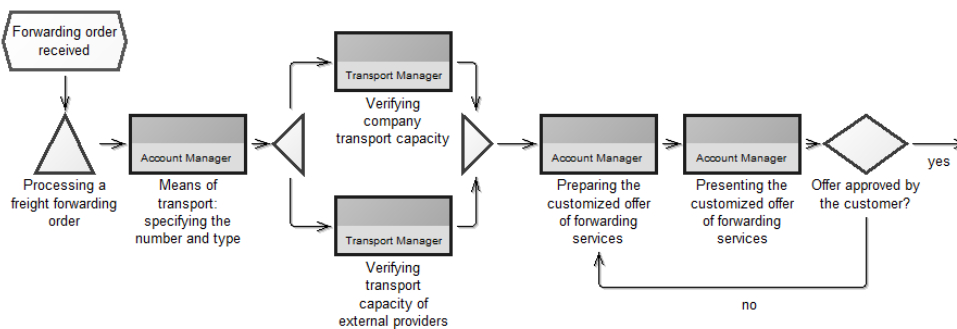 Forwarding order
received
Processing a
freight forwarding
order
Account Manager
Means of
transport:
specifying the
number and type
Transport Manager
Verifying
company
transport capacity
Transport Manager
Verifying
transport
capacity of
external providers
Account Manager
Preparing the
customized offer
of forwarding
services
Account Manager
Presenting the
customized offer
of forwarding
services
Offer approved by
the customer?
yes
no